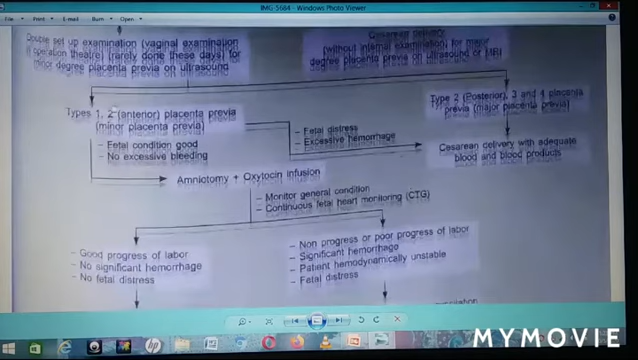 IMG-5664 - Windows Photo Viewer
File Print E-mail Burn Open
Double set up examination (vaginal examination
operation theatre) (rarely done these days) for
minor degree placenta previa on ultrasound
Cesarean delivery
(without internal examination) for major
degree placenta previa on ultrasound or MRI
Types 1, 2 (anterior) placenta previa
(minor placenta previa)
Type 2 (Posterior), 3 and 4 placenta
previa (major placenta previa)
– Fetal condition good
– No excessive bleeding
– Fetal distress
– Excessive hemorrhage
Cesarean celivery with adequate
blood and blood products
Amniotomy + Oxytocin infusion
– Monitor general condition
– Continuous fetal heart monitoring (CTG)
- Good progress of labor
- No significant hemorrhage
- No fetal distress
- Non progress or poor progress of labor
- Significant hemorrhage
- Patient hemodynamically unstable
- Fatal distress
MYMOVIE